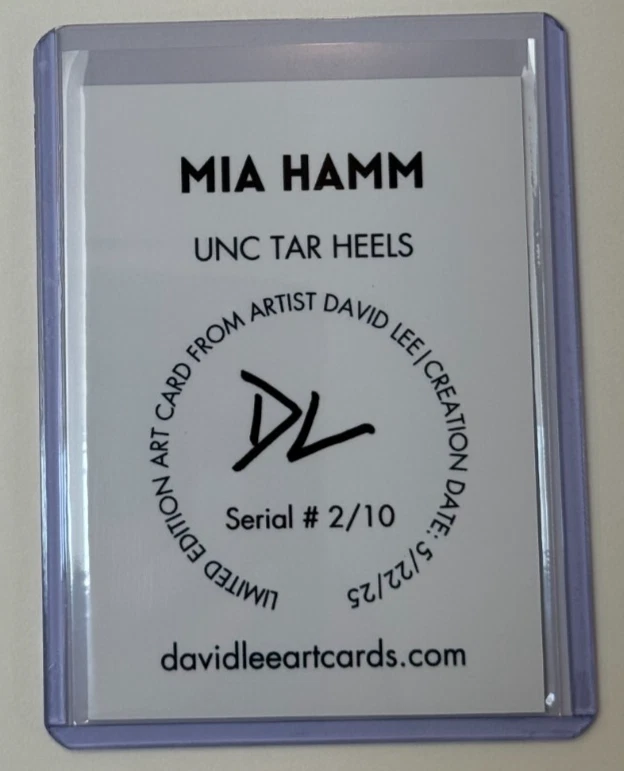 MIA HAMM
UNC TAR HEELS
LIMITED EDITION ART CARD FROM ARTIST DAVID LEE|CREATION DATE: 5/22/25
DL
Serial # 2/10
davidleeartcards.com